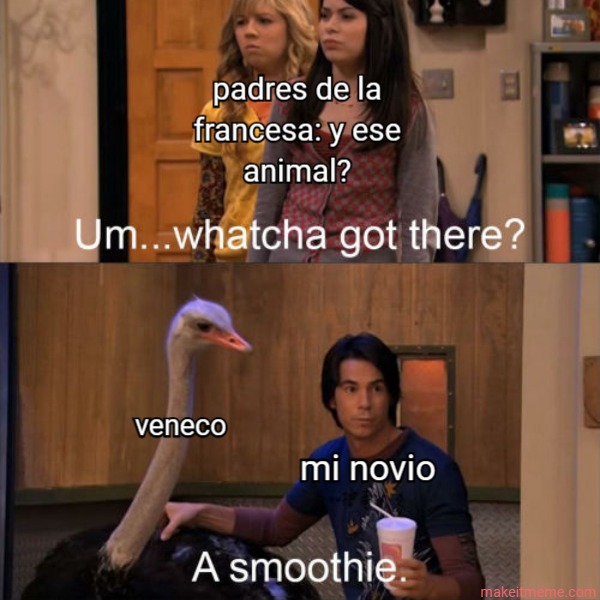 padres de la
francesa: y ese
animal?
Um...whatcha got there?
veneco
mi novio
A smoothie.
makeitmeme.com